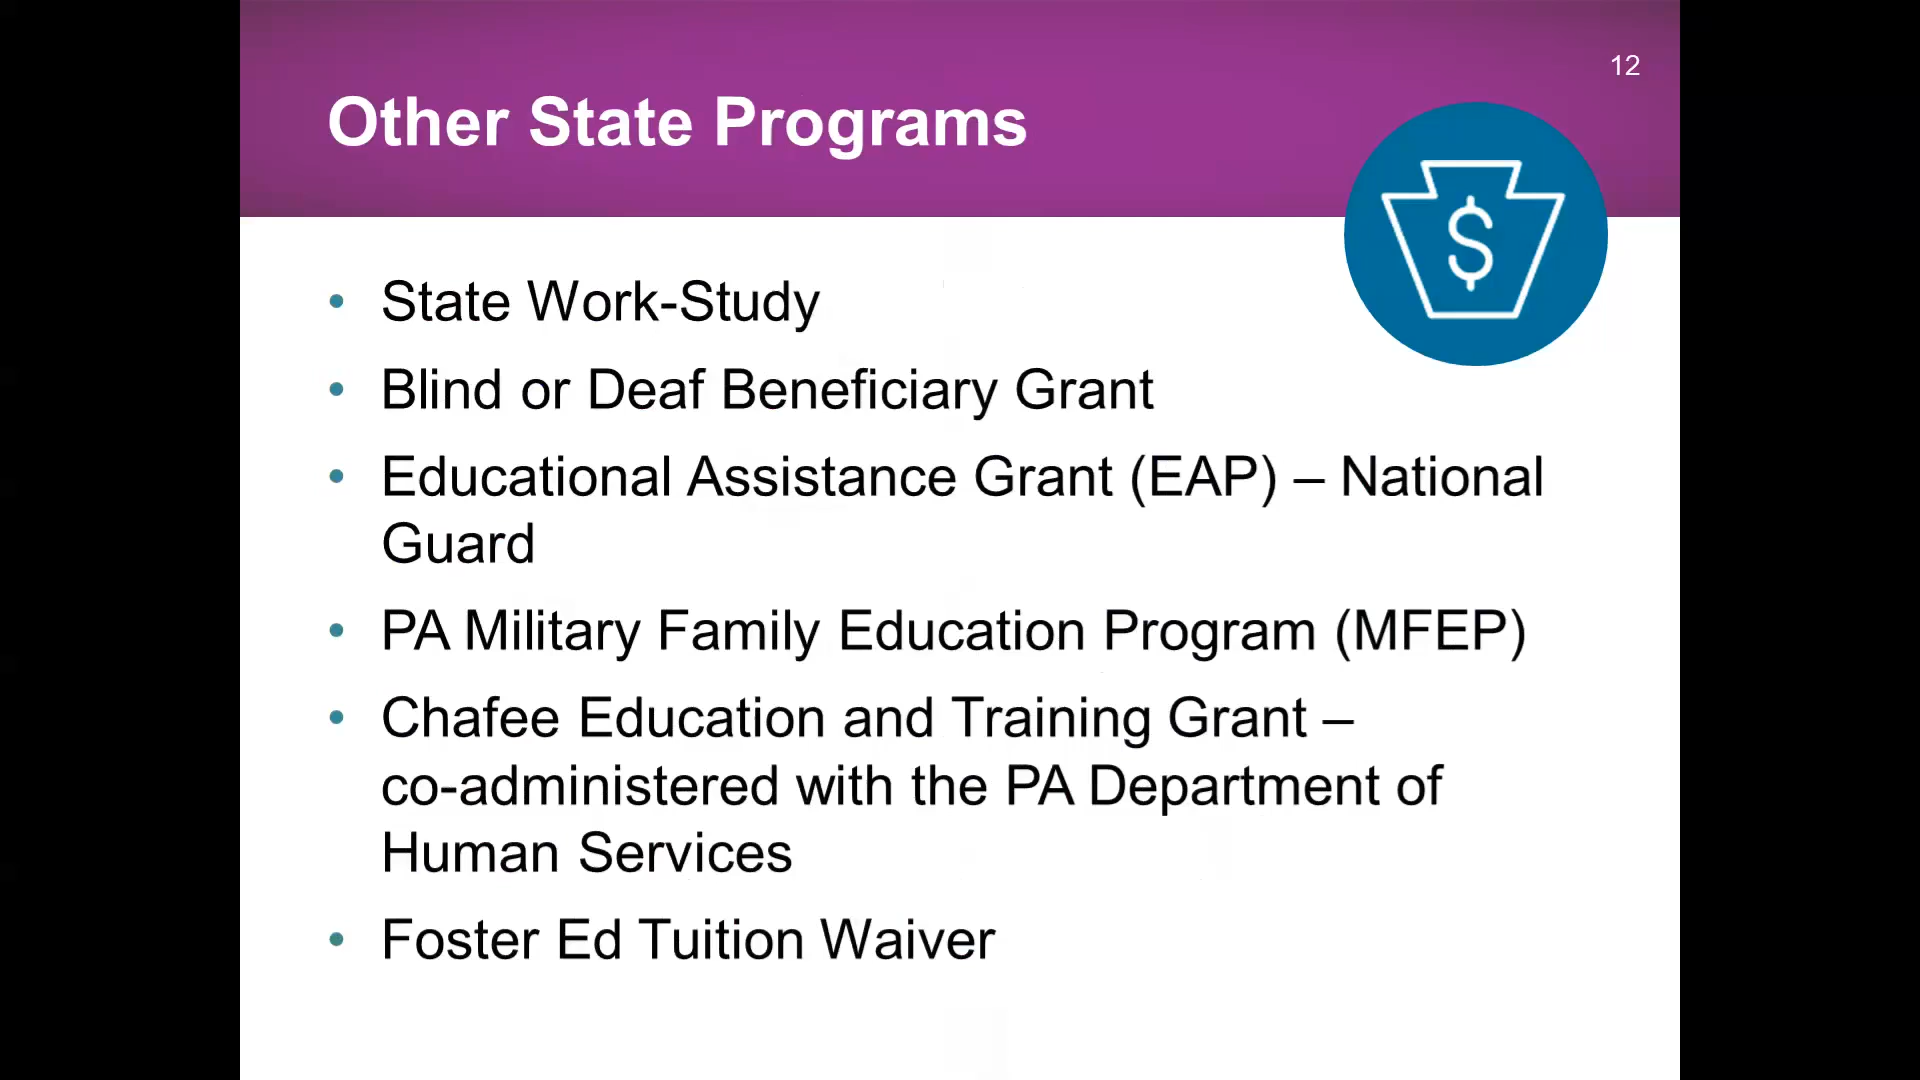 12
Other State Programs
$
• State Work-Study
• Blind or Deaf Beneficiary Grant
• Educational Assistance Grant (EAP) – National
Guard
• PA Military Family Education Program (MFEP)
• Chafee Education and Training Grant –
co-administered with the PA Department of
Human Services
• Foster Ed Tuition Waiver